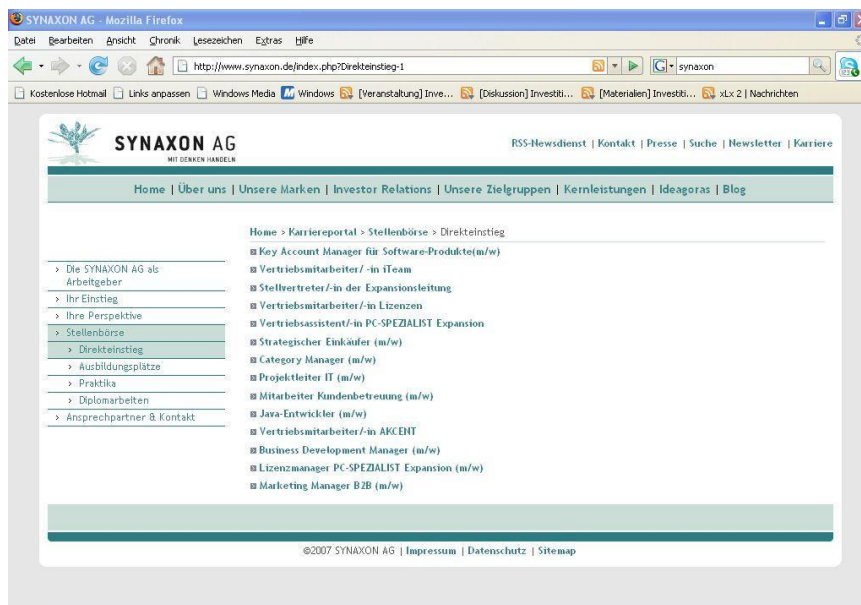 SYNAXON AG - Mozilla Firefox
Datei Bearbeiten Ansicht Chronik Lesezeichen Extras Hilfe
http://www.synaxon.de/index.php?Direkteinstieg-1
synaxon
Kostenlose Hotmail Links anpassen Windows Media Windows [Veranstaltung] Inve... [Diskussion] Investiti... [Materialien] Investiti... xLx 2 | Nachrichten
SYNAXON AG
MIT DENKEN HANDELN
RSS-Newsdienst | Kontakt | Presse | Suche | Newsletter | Karriere
Home | Über uns | Unsere Marken | Investor Relations | Unsere Zielgruppen | Kernleistungen | Ideagoras | Blog
Home > Karriereportal > Stellenbörse > Direkteinstieg
> Die SYNAXON AG als
Arbeitgeber
> Ihr Einstieg
> Ihre Perspektive
> Stellenbörse
> Direkteinstieg
> Ausbildungsplätze
> Praktika
> Diplomarbeiten
> Ansprechpartner & Kontakt
Key Account Manager für Software-Produkte(m/w)
Vertriebsmitarbeiter/ -in iTeam
Stellvertreter/-in der Expansionsleitung
Vertriebsmitarbeiter/-in Lizenzen
Vertriebsassistent/-in PC-SPEZIALIST Expansion
Strategischer Einkäufer (m/w)
Category Manager (m/w)
Projektleiter IT (m/w)
Mitarbeiter Kundenbetreuung (m/w)
Java-Entwickler (m/w)
Vertriebsmitarbeiter/-in AKCENT
Business Development Manager (m/w)
Lizenzmanager PC-SPEZIALIST Expansion (m/w)
Marketing Manager B2B (m/w)
©2007 SYNAXON AG | Impressum | Datenschutz | Sitemap